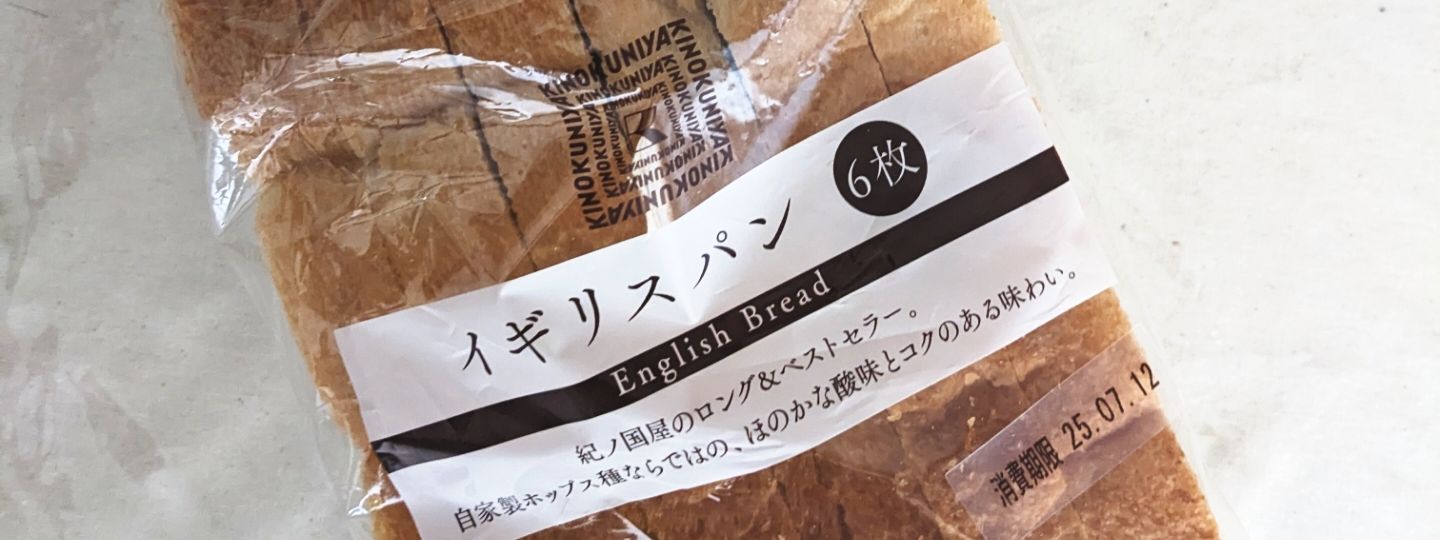 KINOKUNIYA
KINOKUNIYA
KINOKUNIYA
KINOKUNIYA
イギリスパン
6枚
English Bread
紀ノ国屋のロング&ベストセラー。
自家製ホップス種ならではの、ほのかな酸味とコクのある味わい。
消費期限 25.07.12